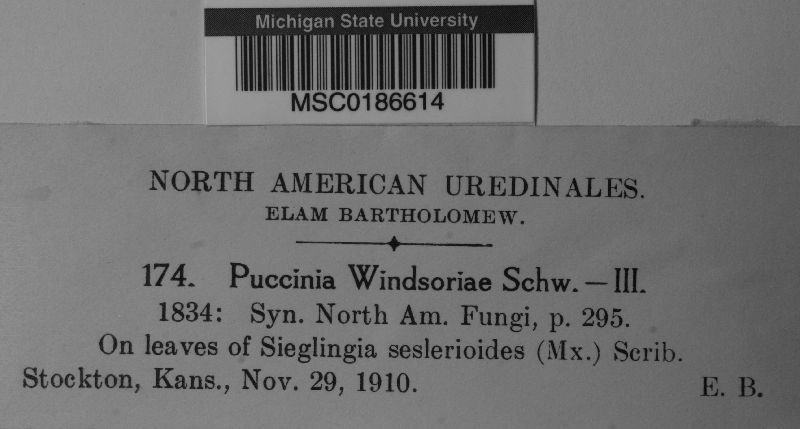 Michigan State University
MSC0186614
NORTH AMERICAN UREDINALES.
ELAM BARTHOLOMEW.
174. Puccinia Windsoriae Schw. — III.
1834: Syn. North Am. Fungi, p. 295.
On leaves of Sieglingia seslerioides (Mx.) Scrib.
Stockton, Kans., Nov. 29, 1910. E. B.